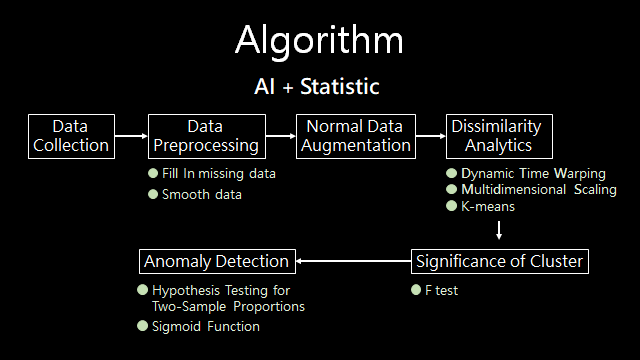 Algorithm
AI + Statistic
Data
Collection
Data
Preprocessing
Normal Data
Augmentation
Dissimilarity
Analytics
Fill In missing data
Smooth data
Dynamic Time Warping
Multidimensional Scaling
K-means
Significance of Cluster
F test
Anomaly Detection
Hypothesis Testing for
Two-Sample Proportions
Sigmoid Function